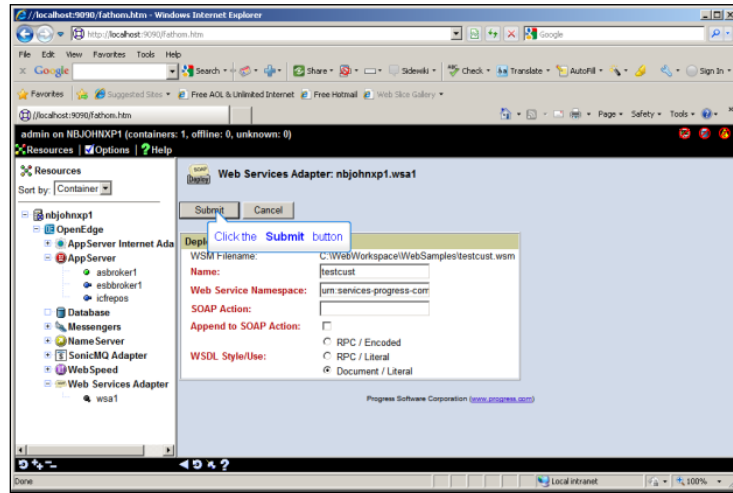 //localhost:9090/fathom.htm - Windows Internet Explorer
http://localhost:9090/fathom.htm
Google
File Edit View Favorites Tools Help
Google Search Share Sidewiki Check Translate AutoFill Sign In
Favorites Suggested Sites Free AOL & Unlimited Internet Free Hotmail Web Slice Gallery
//localhost:9090/fathom.htm
Page Safety Tools
admin on NBJOHNXP1 (containers: 1, offline: 0, unknown: 0)
Resources | Options | ? Help
Resources
Sort by: Container
nbjohnxp1
OpenEdge
AppServer Internet Ada
AppServer
asbroker1
esbbroker1
icfrepos
Database
Messengers
NameServer
SonicMQ Adapter
WebSpeed
Web Services Adapter
wsa1
SOAP
Deploy
Web Services Adapter: nbjohnxp1.wsa1
Submit Cancel
Click the Submit button
Depl
WSM Filename: C:\WebWorkspace\WebSamples\testcust.wsm
Name: testcust
Web Service Namespace: urn:services-progress-com
SOAP Action:
Append to SOAP Action:
WSDL Style/Use:
RPC / Encoded
RPC / Literal
Document / Literal
Progress Software Corporation (www.progress.com)
Done
Local intranet
100%